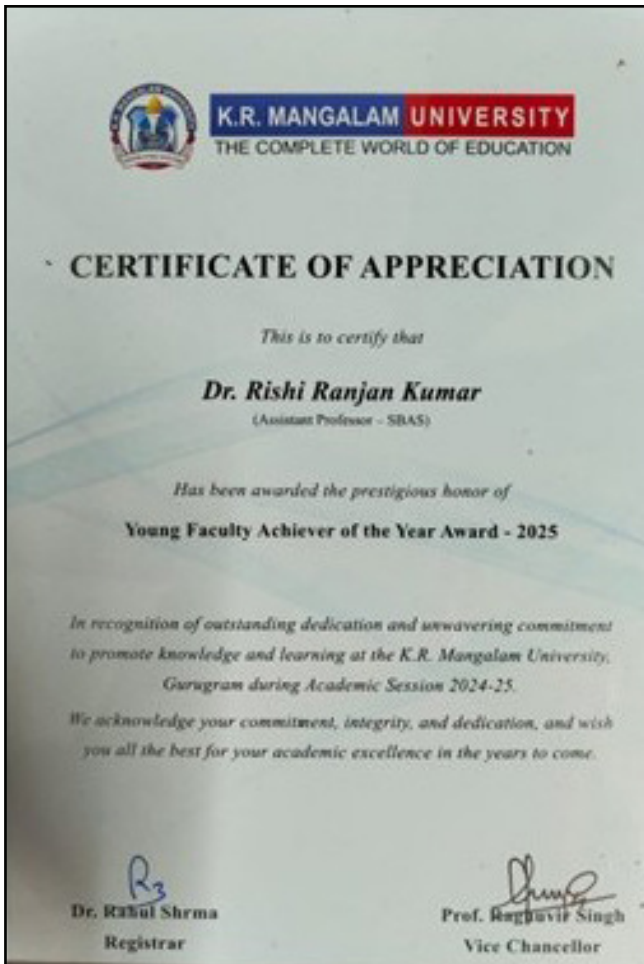 K.R. MANGALAM UNIVERSITY
THE COMPLETE WORLD OF EDUCATION
CERTIFICATE OF APPRECIATION
This is to certify that
Dr. Rishi Ranjan Kumar
(Assistant Professor – SBAS)
Has been awarded the prestigious honor of
Young Faculty Achiever of the Year Award - 2025
In recognition of outstanding dedication and unwavering commitment
to promote knowledge and learning at the K.R. Mangalam University,
Gurugram during Academic Session 2024-25.
We acknowledge your commitment, integrity, and dedication, and wish
you all the best for your academic excellence in the years to come.
Dr. Rahul Shrma
Registrar
Prof. Raghuvir Singh
Vice Chancellor